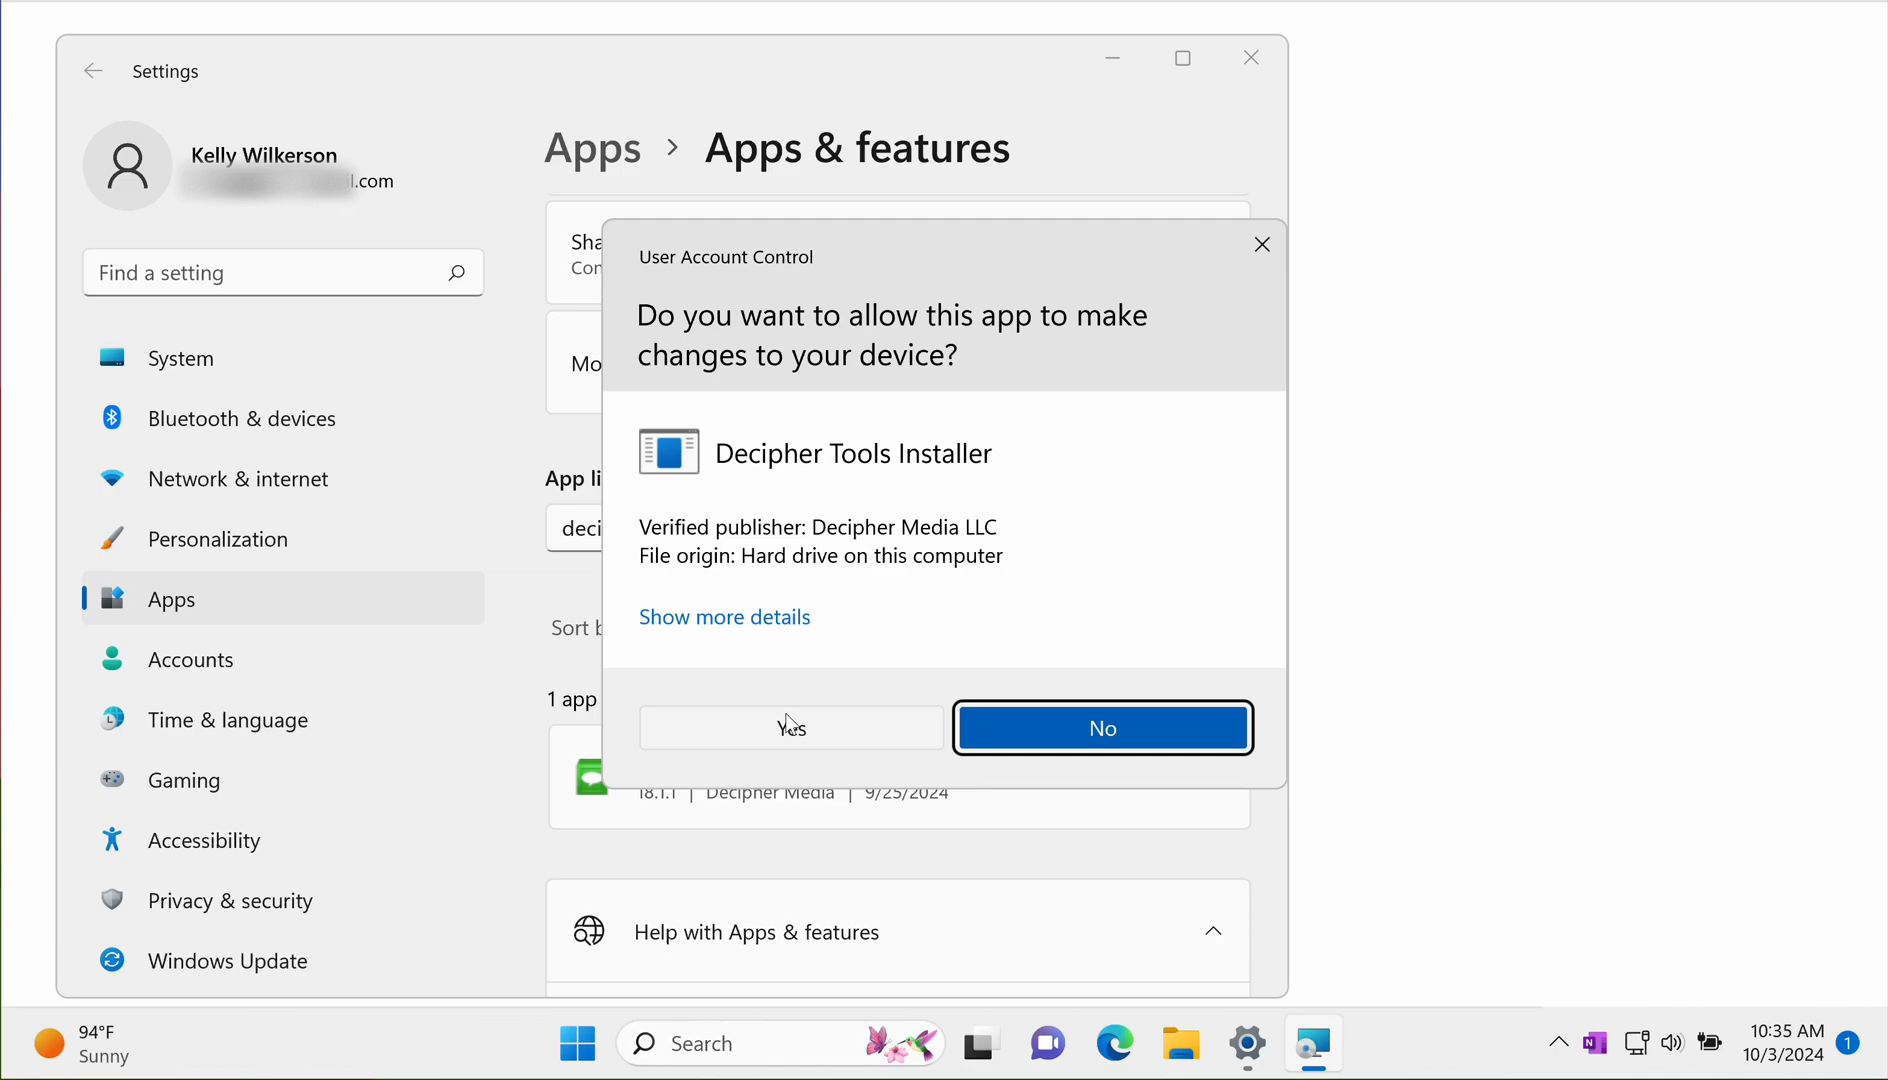 Settings
Kelly Wilkerson
.com
Find a setting
System
Bluetooth & devices
Network & internet
Personalization
Apps
Accounts
Time & language
Gaming
Accessibility
Privacy & security
Windows Update
Apps > Apps & features
Sha
Con
Mo
App li
deci
Sort b
1 app
User Account Control
Do you want to allow this app to make
changes to your device?
Decipher Tools Installer
Verified publisher: Decipher Media LLC
File origin: Hard drive on this computer
Show more details
Yes
No
18.1.1 | Decipher Media | 9/25/2024
Help with Apps & features
94°F
Sunny
Search
N
10:35 AM
10/3/2024
1